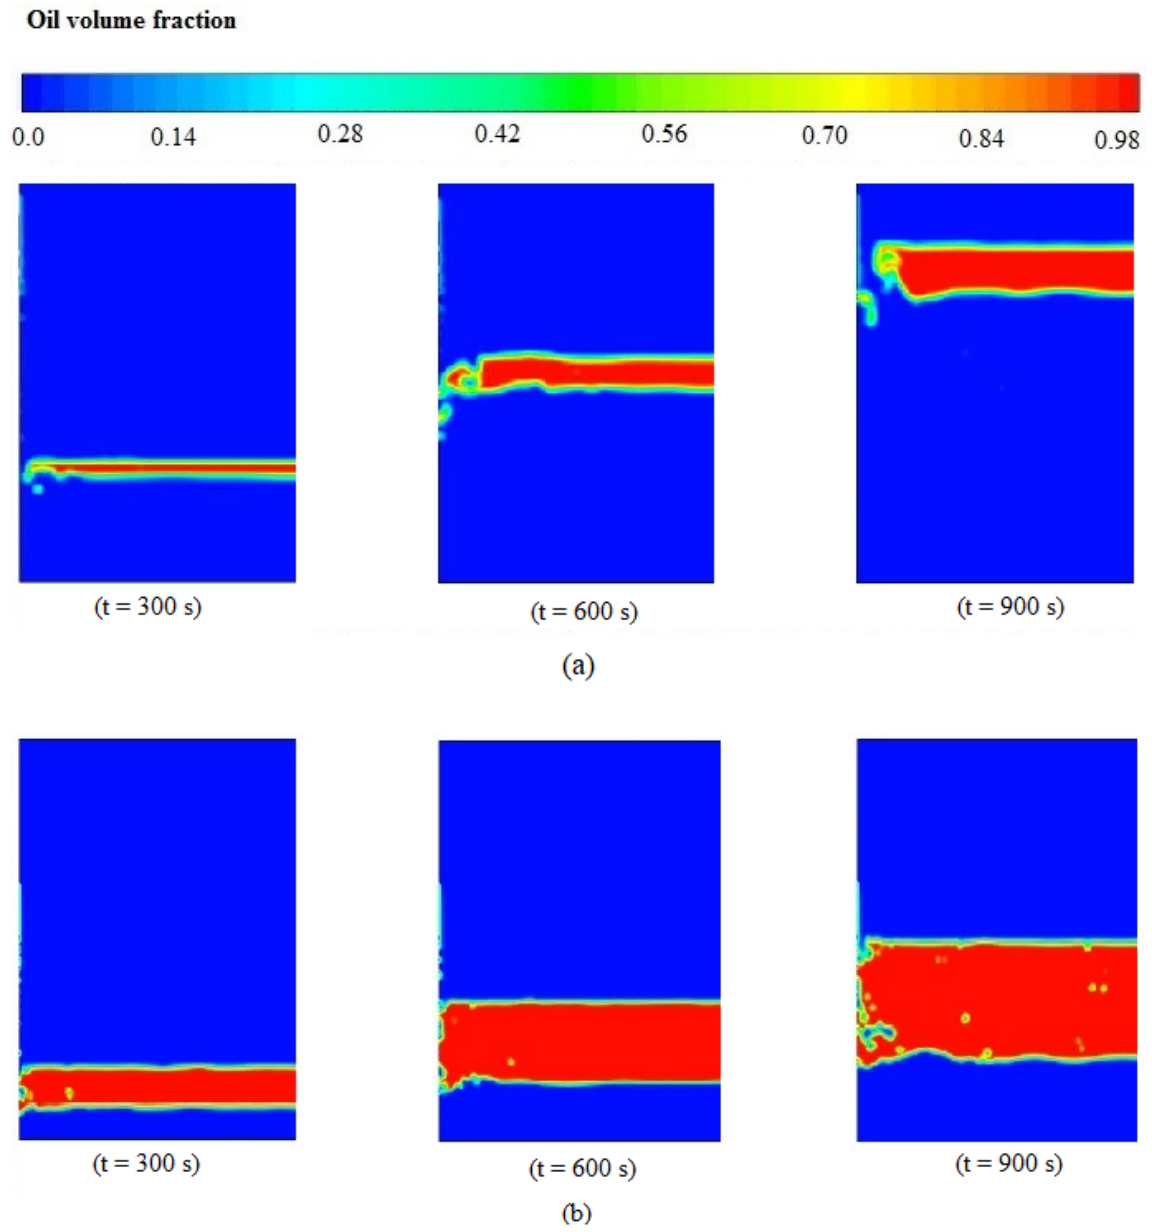 Oil volume fraction
0.0 0.14 0.28 0.42 0.56 0.70 0.84 0.98
(t = 300 s) (t = 600 s) (t = 900 s)
(a)
(t = 300 s) (t = 600 s) (t = 900 s)
(b)